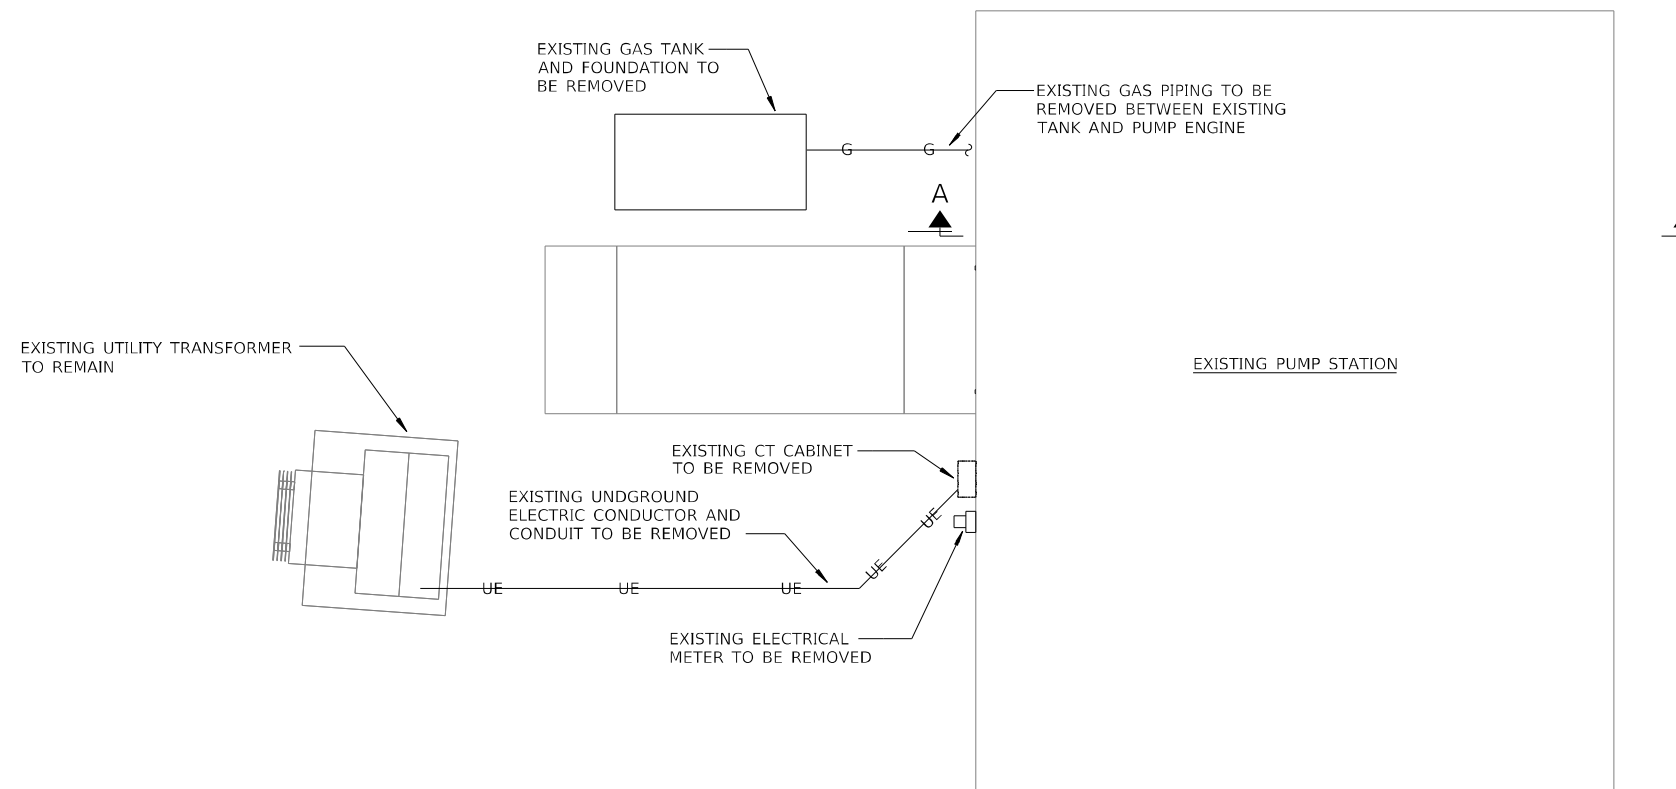 EXISTING GAS TANK
AND FOUNDATION TO
BE REMOVED
EXISTING GAS PIPING TO BE
REMOVED BETWEEN EXISTING
TANK AND PUMP ENGINE
G
G
A
EXISTING UTILITY TRANSFORMER
TO REMAIN
EXISTING PUMP STATION
EXISTING CT CABINET
TO BE REMOVED
EXISTING UNDGROUND
ELECTRIC CONDUCTOR AND
CONDUIT TO BE REMOVED
UE
UE
UE
UE
UE
EXISTING ELECTRICAL
METER TO BE REMOVED